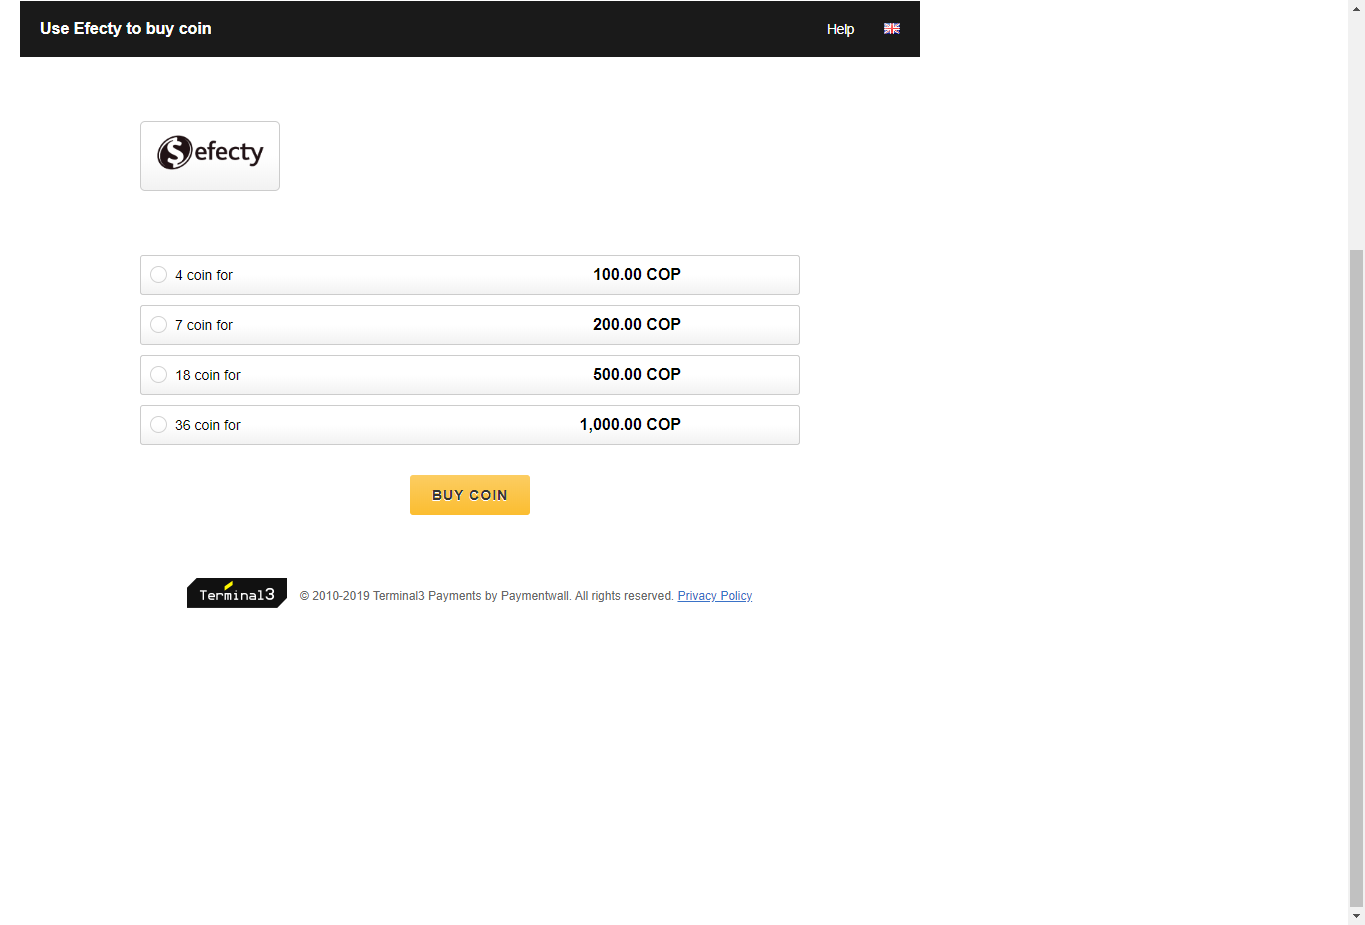 Use Efecty to buy coin
Help
$ efecty
4 coin for 100.00 COP
7 coin for 200.00 COP
18 coin for 500.00 COP
36 coin for 1,000.00 COP
BUY COIN
Terminal3 © 2010-2019 Terminal3 Payments by Paymentwall. All rights reserved. Privacy Policy